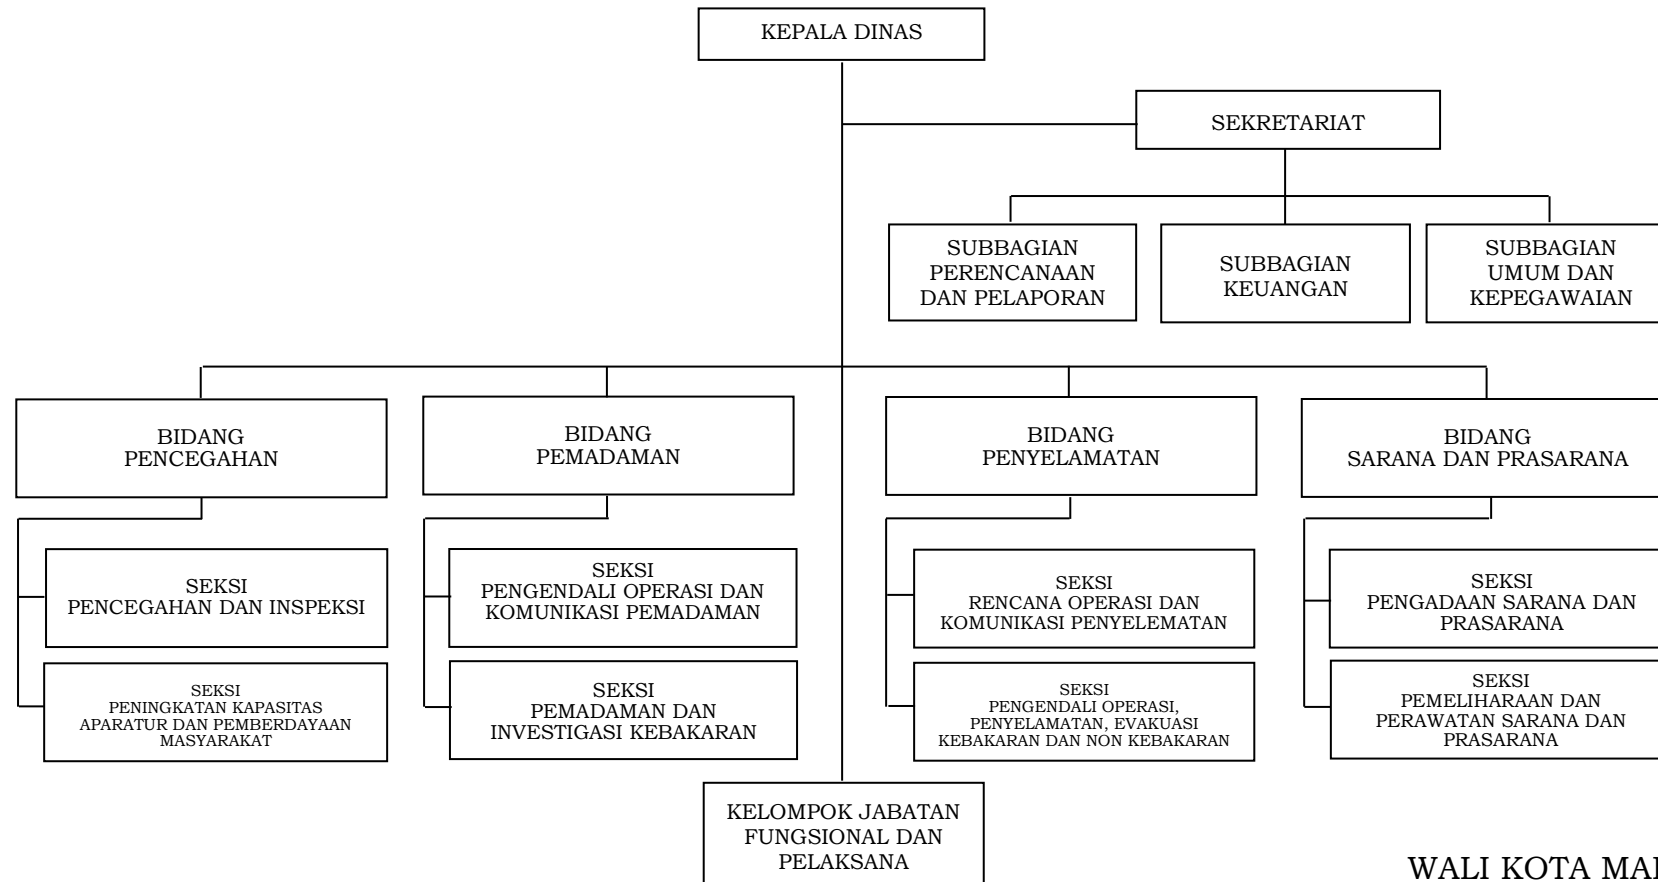 KEPALA DINAS
SEKRETARIAT
SUBBAGIAN
PERENCANAAN
DAN PELAPORAN
SUBBAGIAN
KEUANGAN
SUBBAGIAN
UMUM DAN
KEPEGAWAIAN
BIDANG
PENCEGAHAN
BIDANG
PEMADAMAN
BIDANG
PENYELAMATAN
BIDANG
SARANA DAN PRASARANA
SEKSI
PENCEGAHAN DAN INSPEKSI
SEKSI
PENGENDALI OPERASI DAN
KOMUNIKASI PEMADAMAN
SEKSI
RENCANA OPERASI DAN
KOMUNIKASI PENYELEMATAN
SEKSI
PENGADAAN SARANA DAN
PRASARANA
SEKSI
PENINGKATAN KAPASITAS
APARATUR DAN PEMBERDAYAAN
MASYARAKAT
SEKSI
PEMADAMAN DAN
INVESTIGASI KEBAKARAN
SEKSI
PENGENDALI OPERASI,
PENYELAMATAN, EVAKUASI
KEBAKARAN DAN NON KEBAKARAN
SEKSI
PEMELIHARAAN DAN
PERAWATAN SARANA DAN
PRASARANA
KELOMPOK JABATAN
FUNGSIONAL DAN
PELAKSANA
WALI KOTA